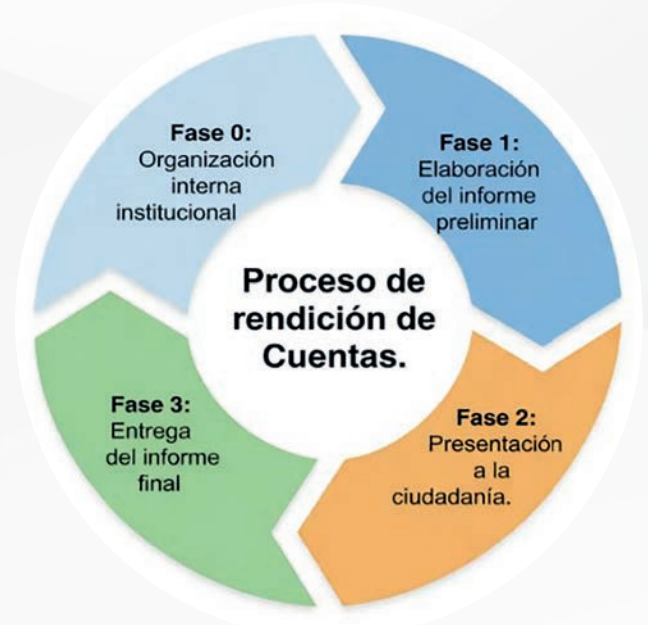 Fase 0:
Organización
interna
institucional
Fase 1:
Elaboración
del informe
preliminar
Proceso de
rendición de
Cuentas.
Fase 2:
Presentación
a la
ciudadanía.
Fase 3:
Entrega
del informe
final